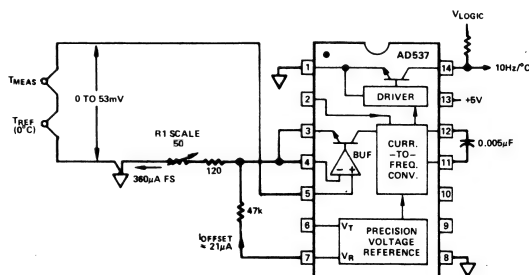 VLOGIC
AD537
1
14
10Hz/°C
TMEAS
DRIVER
2
13
+5V
0 TO 53mV
TREF
(0°C)
R1 SCALE
50
3
12
0.005μF
BUF
CURR.
-TO-
FREQ.
CONV.
4
11
360μA FS
120
- +
5
10
47k
6
VT
9
PRECISION
VOLTAGE
REFERENCE
IOFFSET
≈ 21μA
7
VR
8